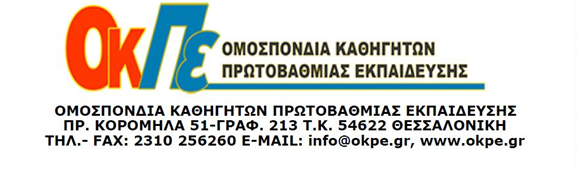 ΟκΠε
ΟΜΟΣΠΟΝΔΙΑ ΚΑΘΗΓΗΤΩΝ
ΠΡΩΤΟΒΑΘΜΙΑΣ ΕΚΠΑΙΔΕΥΣΗΣ
ΟΜΟΣΠΟΝΔΙΑ ΚΑΘΗΓΗΤΩΝ ΠΡΩΤΟΒΑΘΜΙΑΣ ΕΚΠΑΙΔΕΥΣΗΣ
ΠΡ. ΚΟΡΟΜΗΛΑ 51-ΓΡΑΦ. 213 Τ.Κ. 54622 ΘΕΣΣΑΛΟΝΙΚΗ
ΤΗΛ.- FAX: 2310 256260 E-MAIL: info@okpe.gr, www.okpe.gr